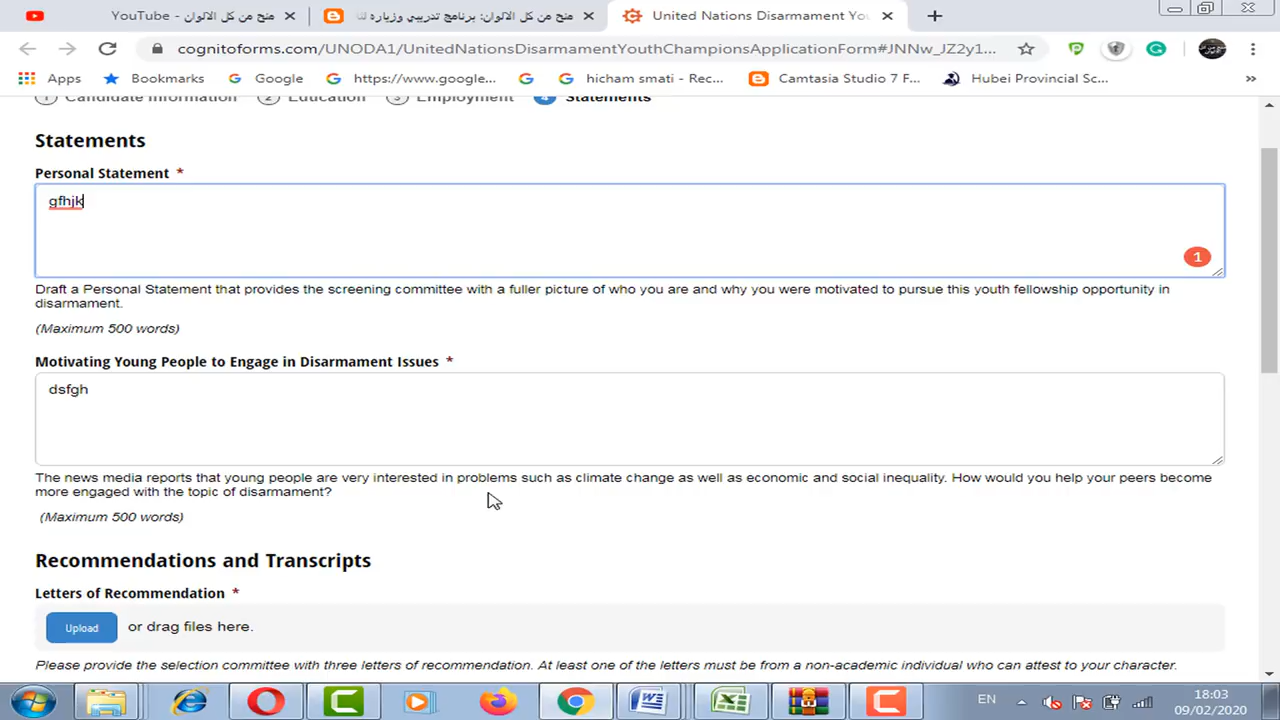 YouTube - منح من كل الالوان
منح من كل الالوان: برنامج تدريبي وزياره لل
United Nations Disarmament You
cognitoforms.com/UNODA1/UnitedNationsDisarmamentYouthChampionsApplicationForm#JNNw_JZ2y1...
Apps
Bookmarks
Google
https://www.google...
hicham smati - Rec...
Camtasia Studio 7 F...
Hubei Provincial Sc...
»
1 Candidate Information
2 Education
3 Employment
4 Statements
Statements
Personal Statement *
gfhjk
1
Draft a Personal Statement that provides the screening committee with a fuller picture of who you are and why you were motivated to pursue this youth fellowship opportunity in
disarmament.
(Maximum 500 words)
Motivating Young People to Engage in Disarmament Issues *
dsfgh
The news media reports that young people are very interested in problems such as climate change as well as economic and social inequality. How would you help your peers become
more engaged with the topic of disarmament?
(Maximum 500 words)
Recommendations and Transcripts
Letters of Recommendation *
Upload or drag files here.
Please provide the selection committee with three letters of recommendation. At least one of the letters must be from a non-academic individual who can attest to your character.
EN
18:03
09/02/2020